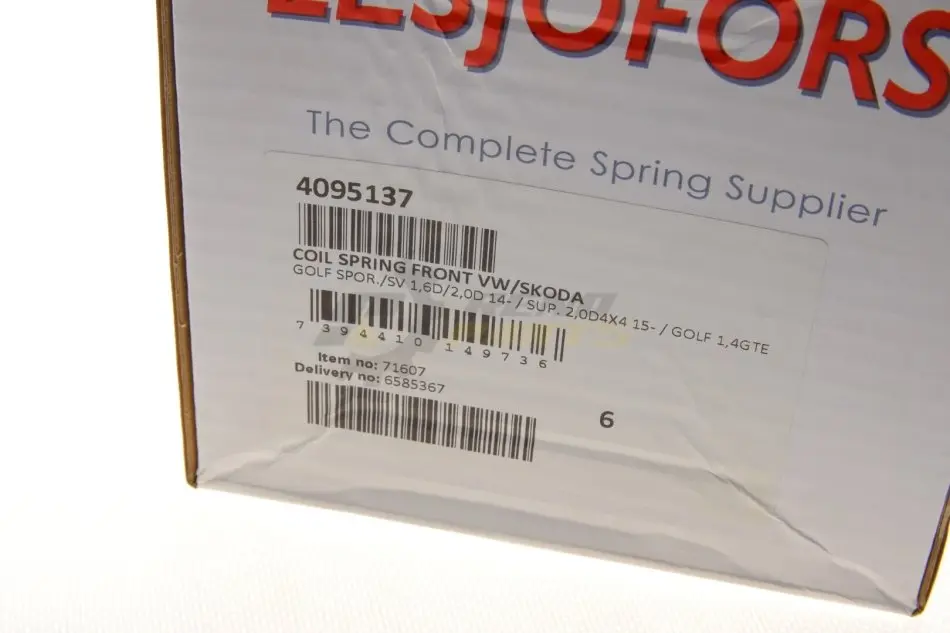 LESJÖFORS
The Complete Spring Supplier
4095137
COIL SPRING FRONT VW/SKODA
GOLF SPOR./SV 1,6D/2,0D 14- / SUP. 2,0D4X4 15- / GOLF 1,4GTE
7 394410 149736
Item no: 71607
Delivery no: 6585367
6